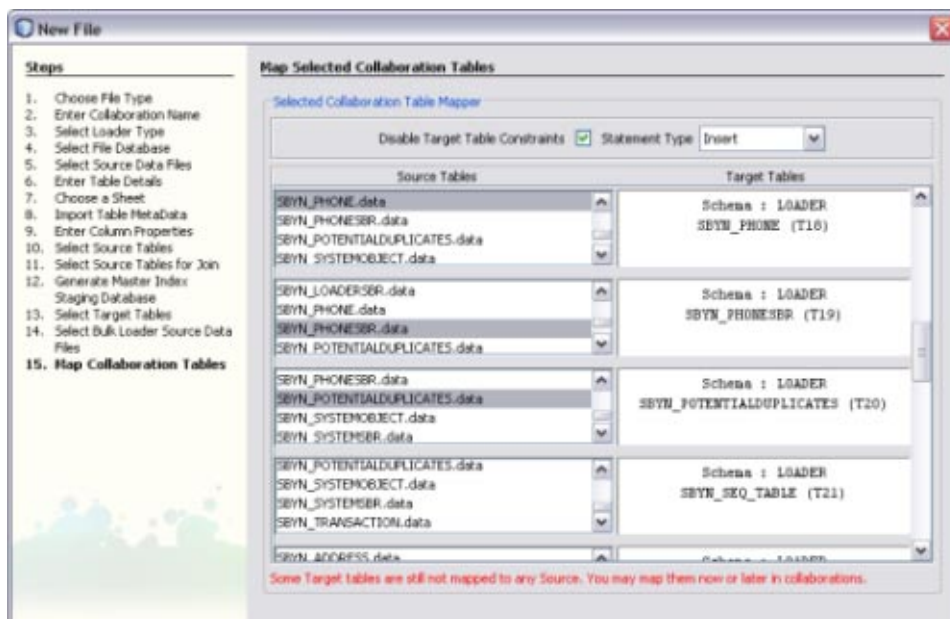 New File
Steps
1. Choose File Type
2. Enter Collaboration Name
3. Select Loader Type
4. Select File Database
5. Select Source Data Files
6. Enter Table Details
7. Choose a Sheet
8. Import Table MetaData
9. Enter Column Properties
10. Select Source Tables
11. Select Source Tables for Join
12. Generate Master Index
Staging Database
13. Select Target Tables
14. Select Bulk Loader Source Data
Files
15. Map Collaboration Tables
Map Selected Collaboration Tables
Selected Collaboration Table Mapper
Disable Target Table Constraints Statement Type Insert
Source Tables Target Tables
SBYN_PHONE.data
SBYN_PHONESBR.data
SBYN_POTENTIALDUPLICATES.data
SBYN_SYSTEMOBJECT.data
Schema : LOADER
SBYN_PHONE (T18)
SBYN_LOADERSBR.data
SBYN_PHONE.data
SBYN_PHONESBR.data
SBYN_POTENTIALDUPLICATES.data
Schema : LOADER
SBYN_PHONESBR (T19)
SBYN_PHONESBR.data
SBYN_POTENTIALDUPLICATES.data
SBYN_SYSTEMOBJECT.data
SBYN_SYSTEMSBR.data
Schema : LOADER
SBYN_POTENTIALDUPLICATES (T20)
SBYN_POTENTIALDUPLICATES.data
SBYN_SYSTEMOBJECT.data
SBYN_SYSTEMSBR.data
SBYN_TRANSACTION.data
Schema : LOADER
SBYN_SEQ_TABLE (T21)
SBYN_ADDRESS.data
Schema : LOADER
Some Target tables are still not mapped to any Source. You may map them now or later in collaborations.